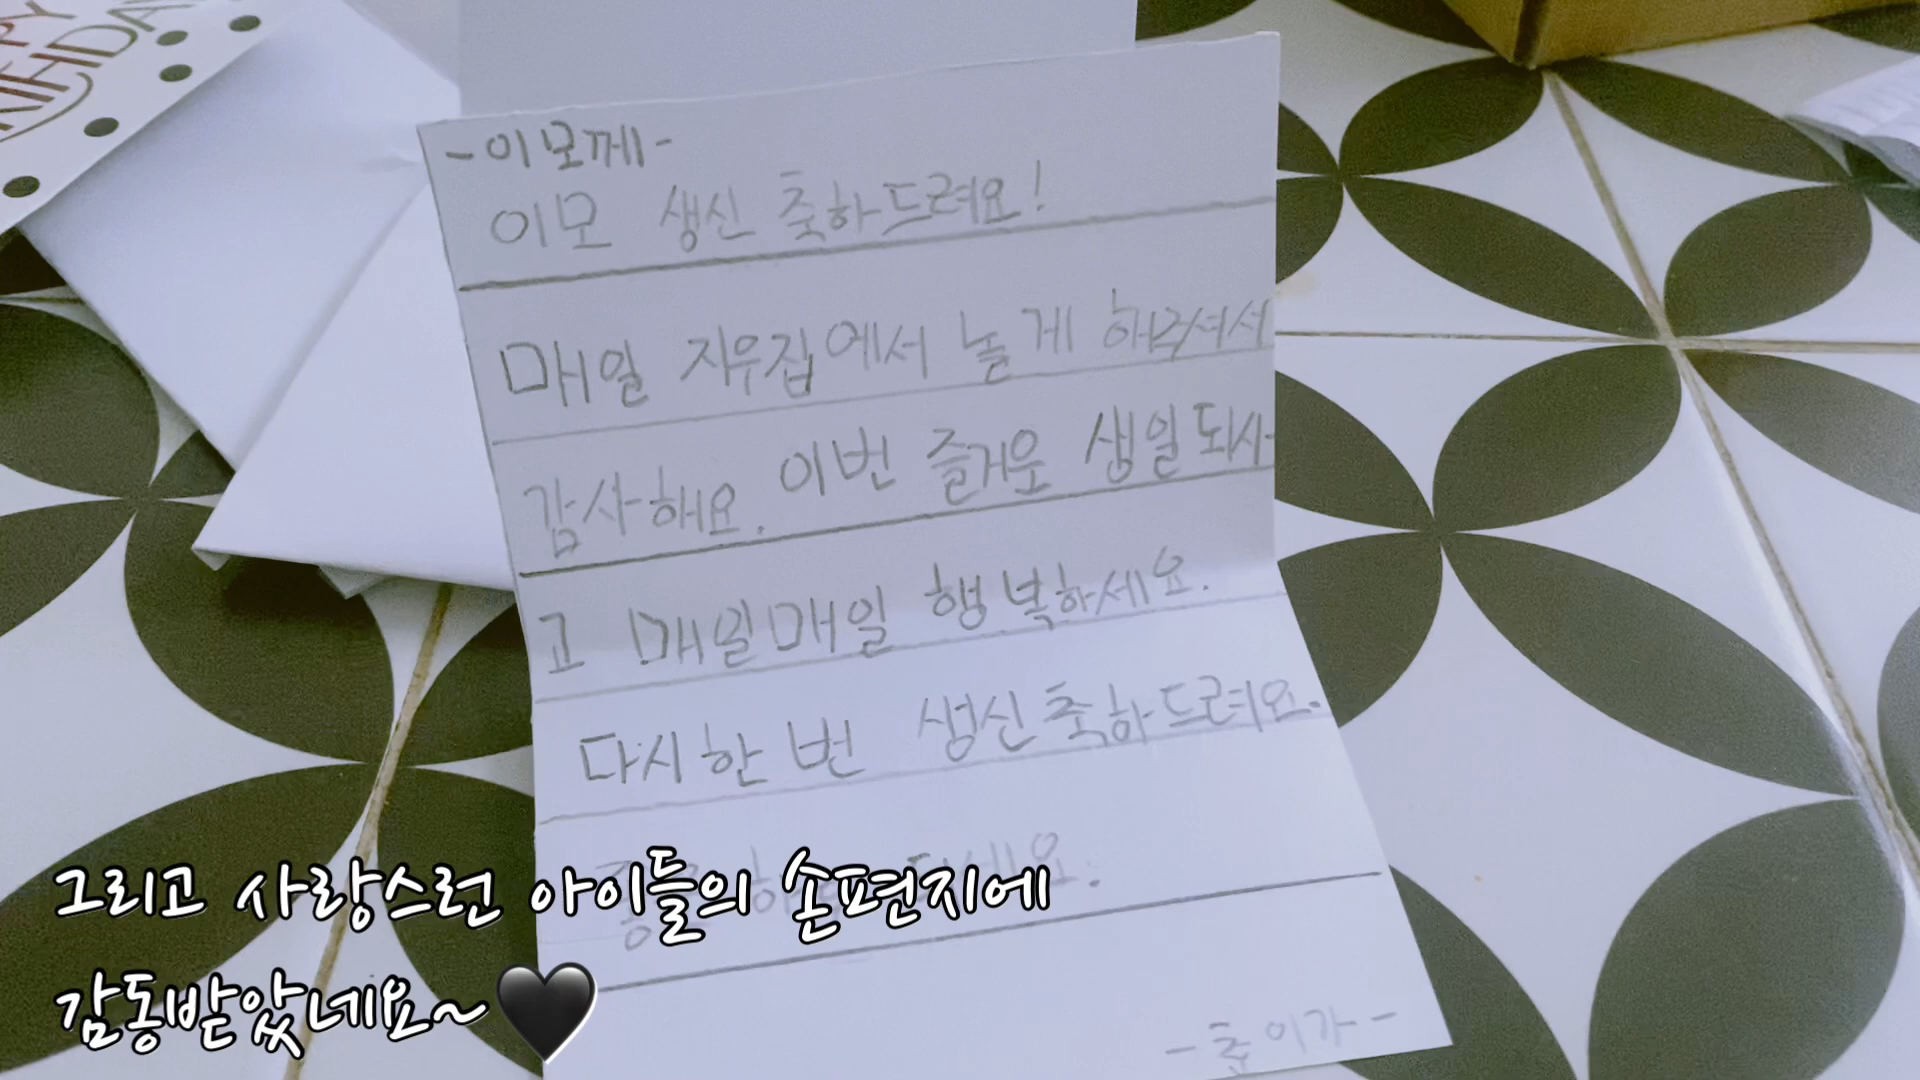 -이모께-
이모 생신 축하드려요!
매일 지우집에서 놀게 해주셔서
감사해요. 이번 즐거운 생일 되시
고 매일매일 행복하세요.
다시한 번 생신축하드려요.
그리고 사랑스런 아이들의 손편지에
감동받았네요~🖤